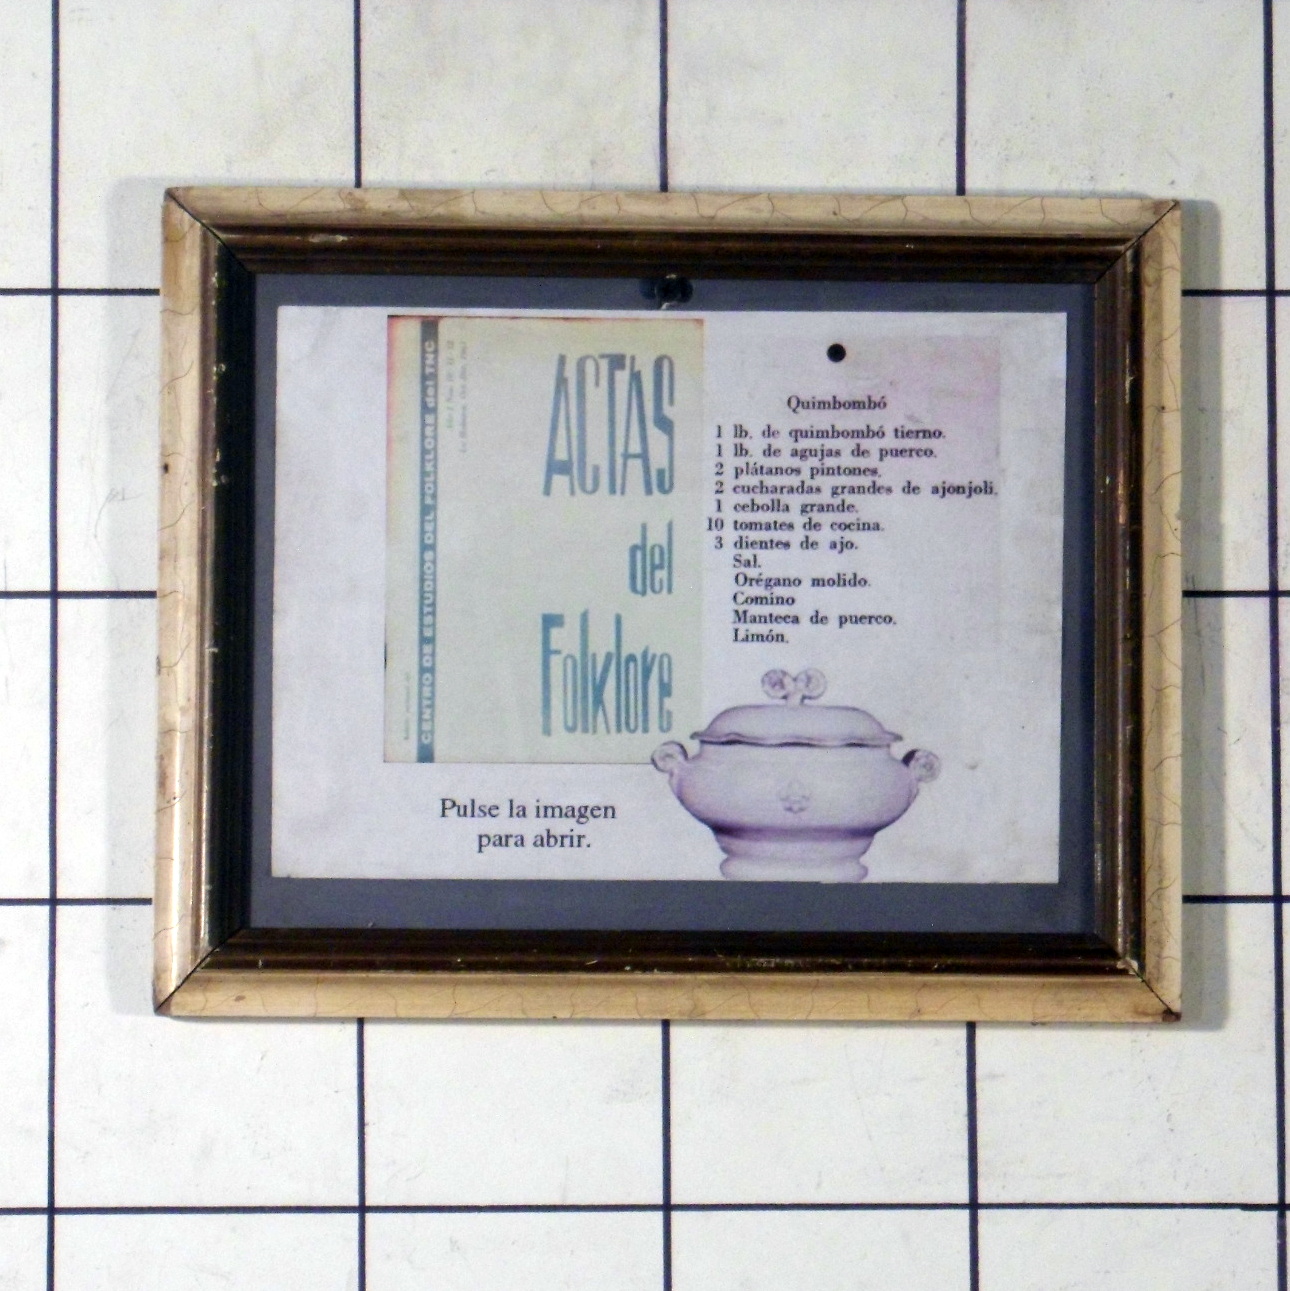 CENTRO DE ESTUDIOS DEL FOLKLORE del TNC
ACTAS
del
Folklore
Quimbombó
1 lb. de quimbombó tierno.
1 lb. de agujas de puerco.
2 plátanos pintones.
2 cucharadas grandes de ajonjolí.
1 cebolla grande.
10 tomates de cocina.
3 dientes de ajo.
Sal.
Orégano molido.
Comino
Manteca de puerco.
Limón.
Pulse la imagen
para abrir.